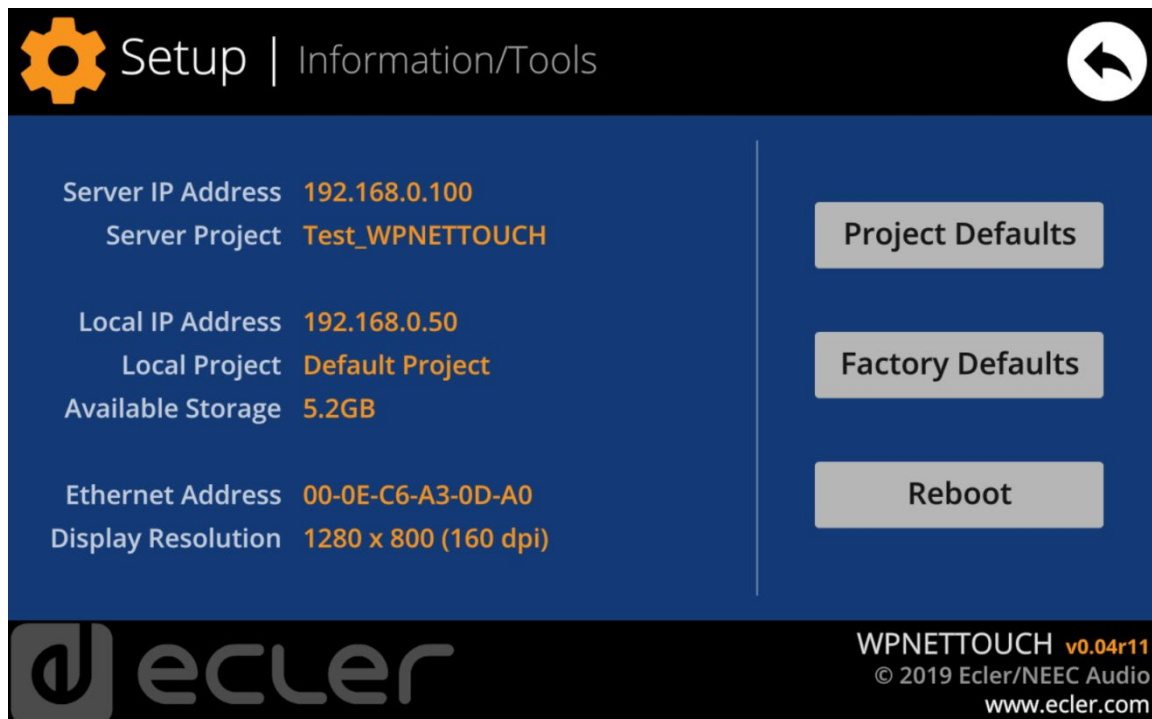 Setup | Information/Tools
Server IP Address 192.168.0.100
Server Project Test_WPNETTOUCH
Local IP Address 192.168.0.50
Local Project Default Project
Available Storage 5.2GB
Ethernet Address 00-0E-C6-A3-0D-A0
Display Resolution 1280 x 800 (160 dpi)
Project Defaults
Factory Defaults
Reboot
ecler
WPNETTOUCH v0.04r11
© 2019 Ecler/NEEC Audio
www.ecler.com